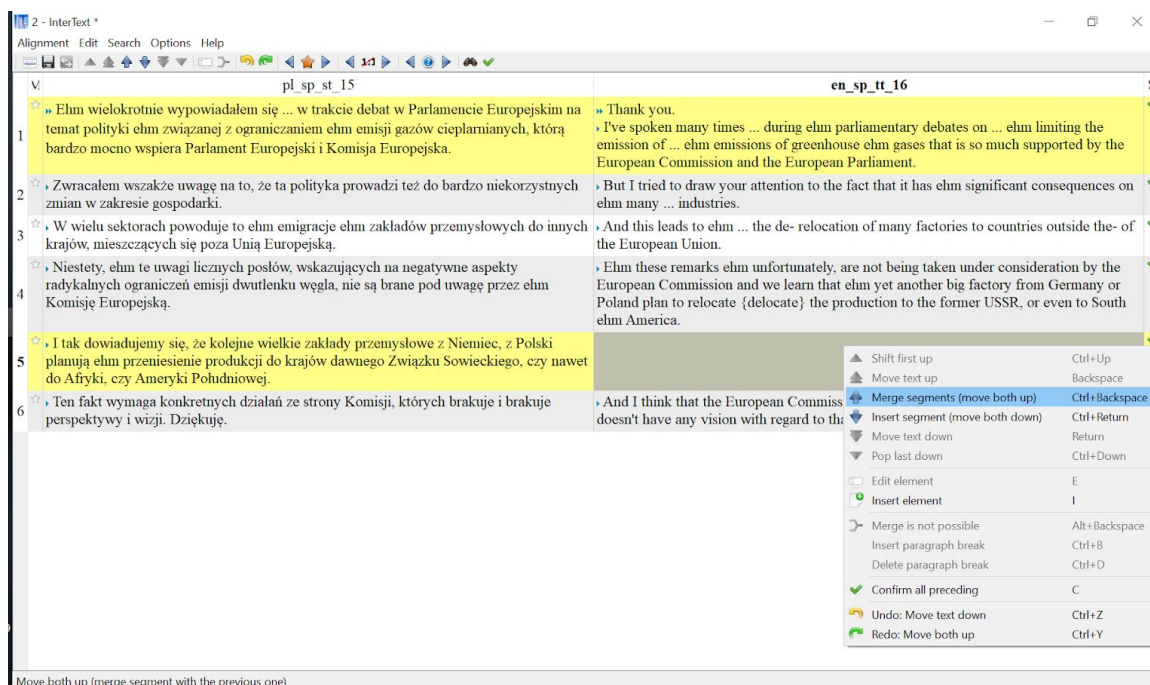 2 - InterText *
Alignment Edit Search Options Help
1:1
V pl_sp_st_15 en_sp_tt_16
1
Ehm wielokrotnie wypowiadałem się ... w trakcie debat w Parlamencie Europejskim na
temat polityki ehm związanej z ograniczaniem ehm emisji gazów cieplarnianych, którą
bardzo mocno wspiera Parlament Europejski i Komisja Europejska.
Thank you.
I've spoken many times ... during ehm parliamentary debates on ... ehm limiting the
emission of ... ehm emissions of greenhouse ehm gases that is so much supported by the
European Commission and the European Parliament.
2
Zwracałem wszakże uwagę na to, że ta polityka prowadzi też do bardzo niekorzystnych
zmian w zakresie gospodarki.
But I tried to draw your attention to the fact that it has ehm significant consequences on
ehm many ... industries.
3
W wielu sektorach powoduje to ehm emigracje ehm zakładów przemysłowych do innych
krajów, mieszczących się poza Unią Europejską.
And this leads to ehm ... the de- relocation of many factories to countries outside the- of
the European Union.
4
Niestety, ehm te uwagi licznych posłów, wskazujących na negatywne aspekty
radykalnych ograniczeń emisji dwutlenku węgla, nie są brane pod uwagę przez ehm
Komisję Europejską.
Ehm these remarks ehm unfortunately, are not being taken under consideration by the
European Commission and we learn that ehm yet another big factory from Germany or
Poland plan to relocate {delocate} the production to the former USSR, or even to South
ehm America.
5
I tak dowiadujemy się, że kolejne wielkie zakłady przemysłowe z Niemiec, z Polski
planują ehm przeniesienie produkcji do krajów dawnego Związku Sowieckiego, czy nawet
do Afryki, czy Ameryki Południowej.
6
Ten fakt wymaga konkretnych działań ze strony Komisji, których brakuje i brakuje
perspektywy i wizji. Dziękuję.
And I think that the European Commiss
doesn't have any vision with regard to tha
Shift first up Ctrl+Up
Move text up Backspace
Merge segments (move both up) Ctrl+Backspace
Insert segment (move both down) Ctrl+Return
Move text down Return
Pop last down Ctrl+Down
Edit element E
Insert element I
Merge is not possible Alt+Backspace
Insert paragraph break Ctrl+B
Delete paragraph break Ctrl+D
Confirm all preceding C
Undo: Move text down Ctrl+Z
Redo: Move both up Ctrl+Y
Move both up (merge segment with the previous one)